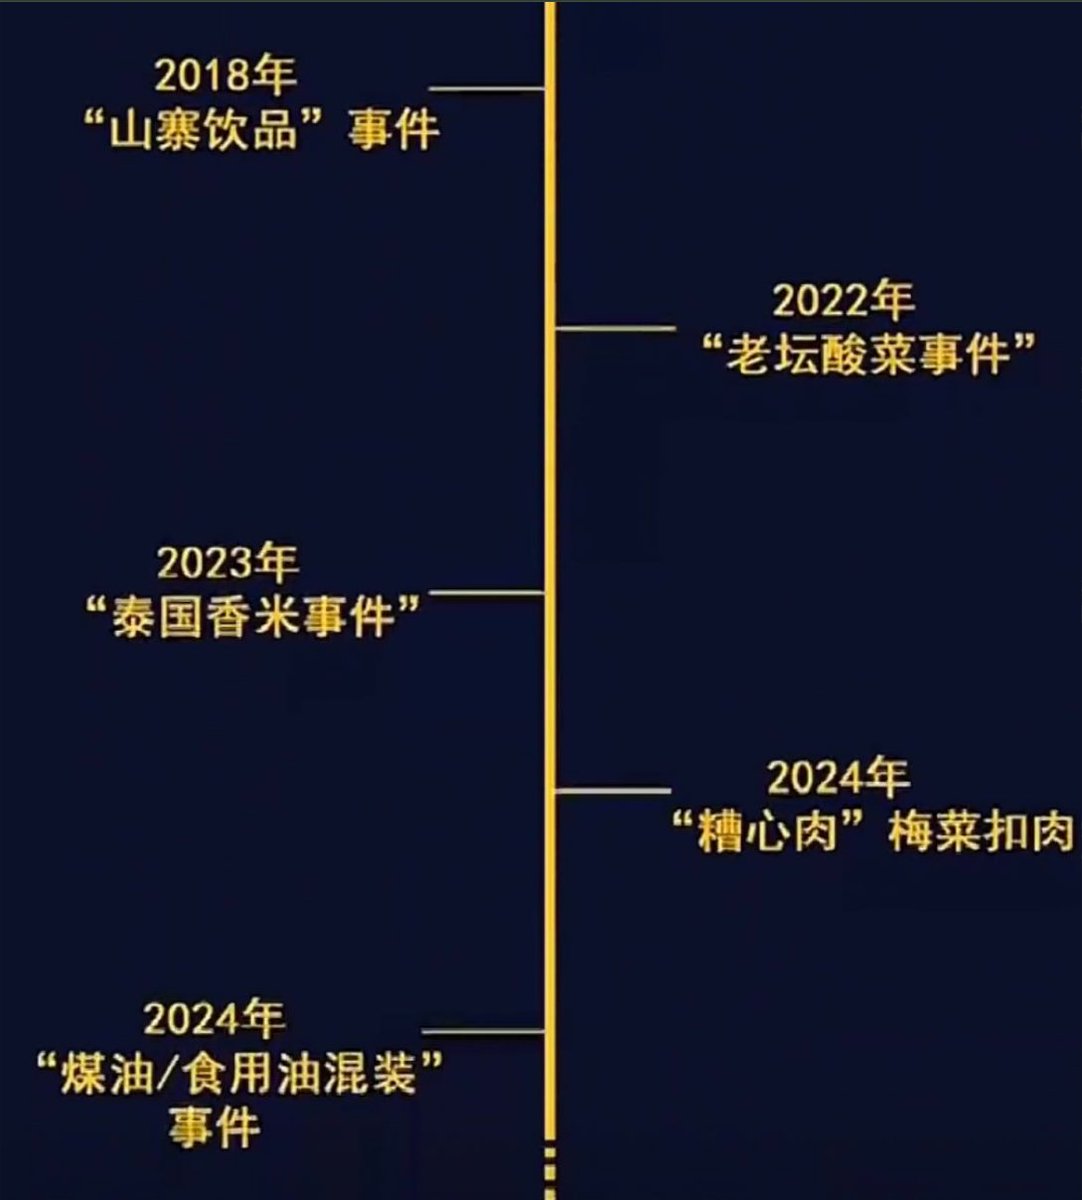 2018年
“山寨饮品” 事件
2022年
“老坛酸菜事件”
2023年
“泰国香米事件”
2024年
“糟心肉” 梅菜扣肉
2024年
“煤油/食用油混装”
事件